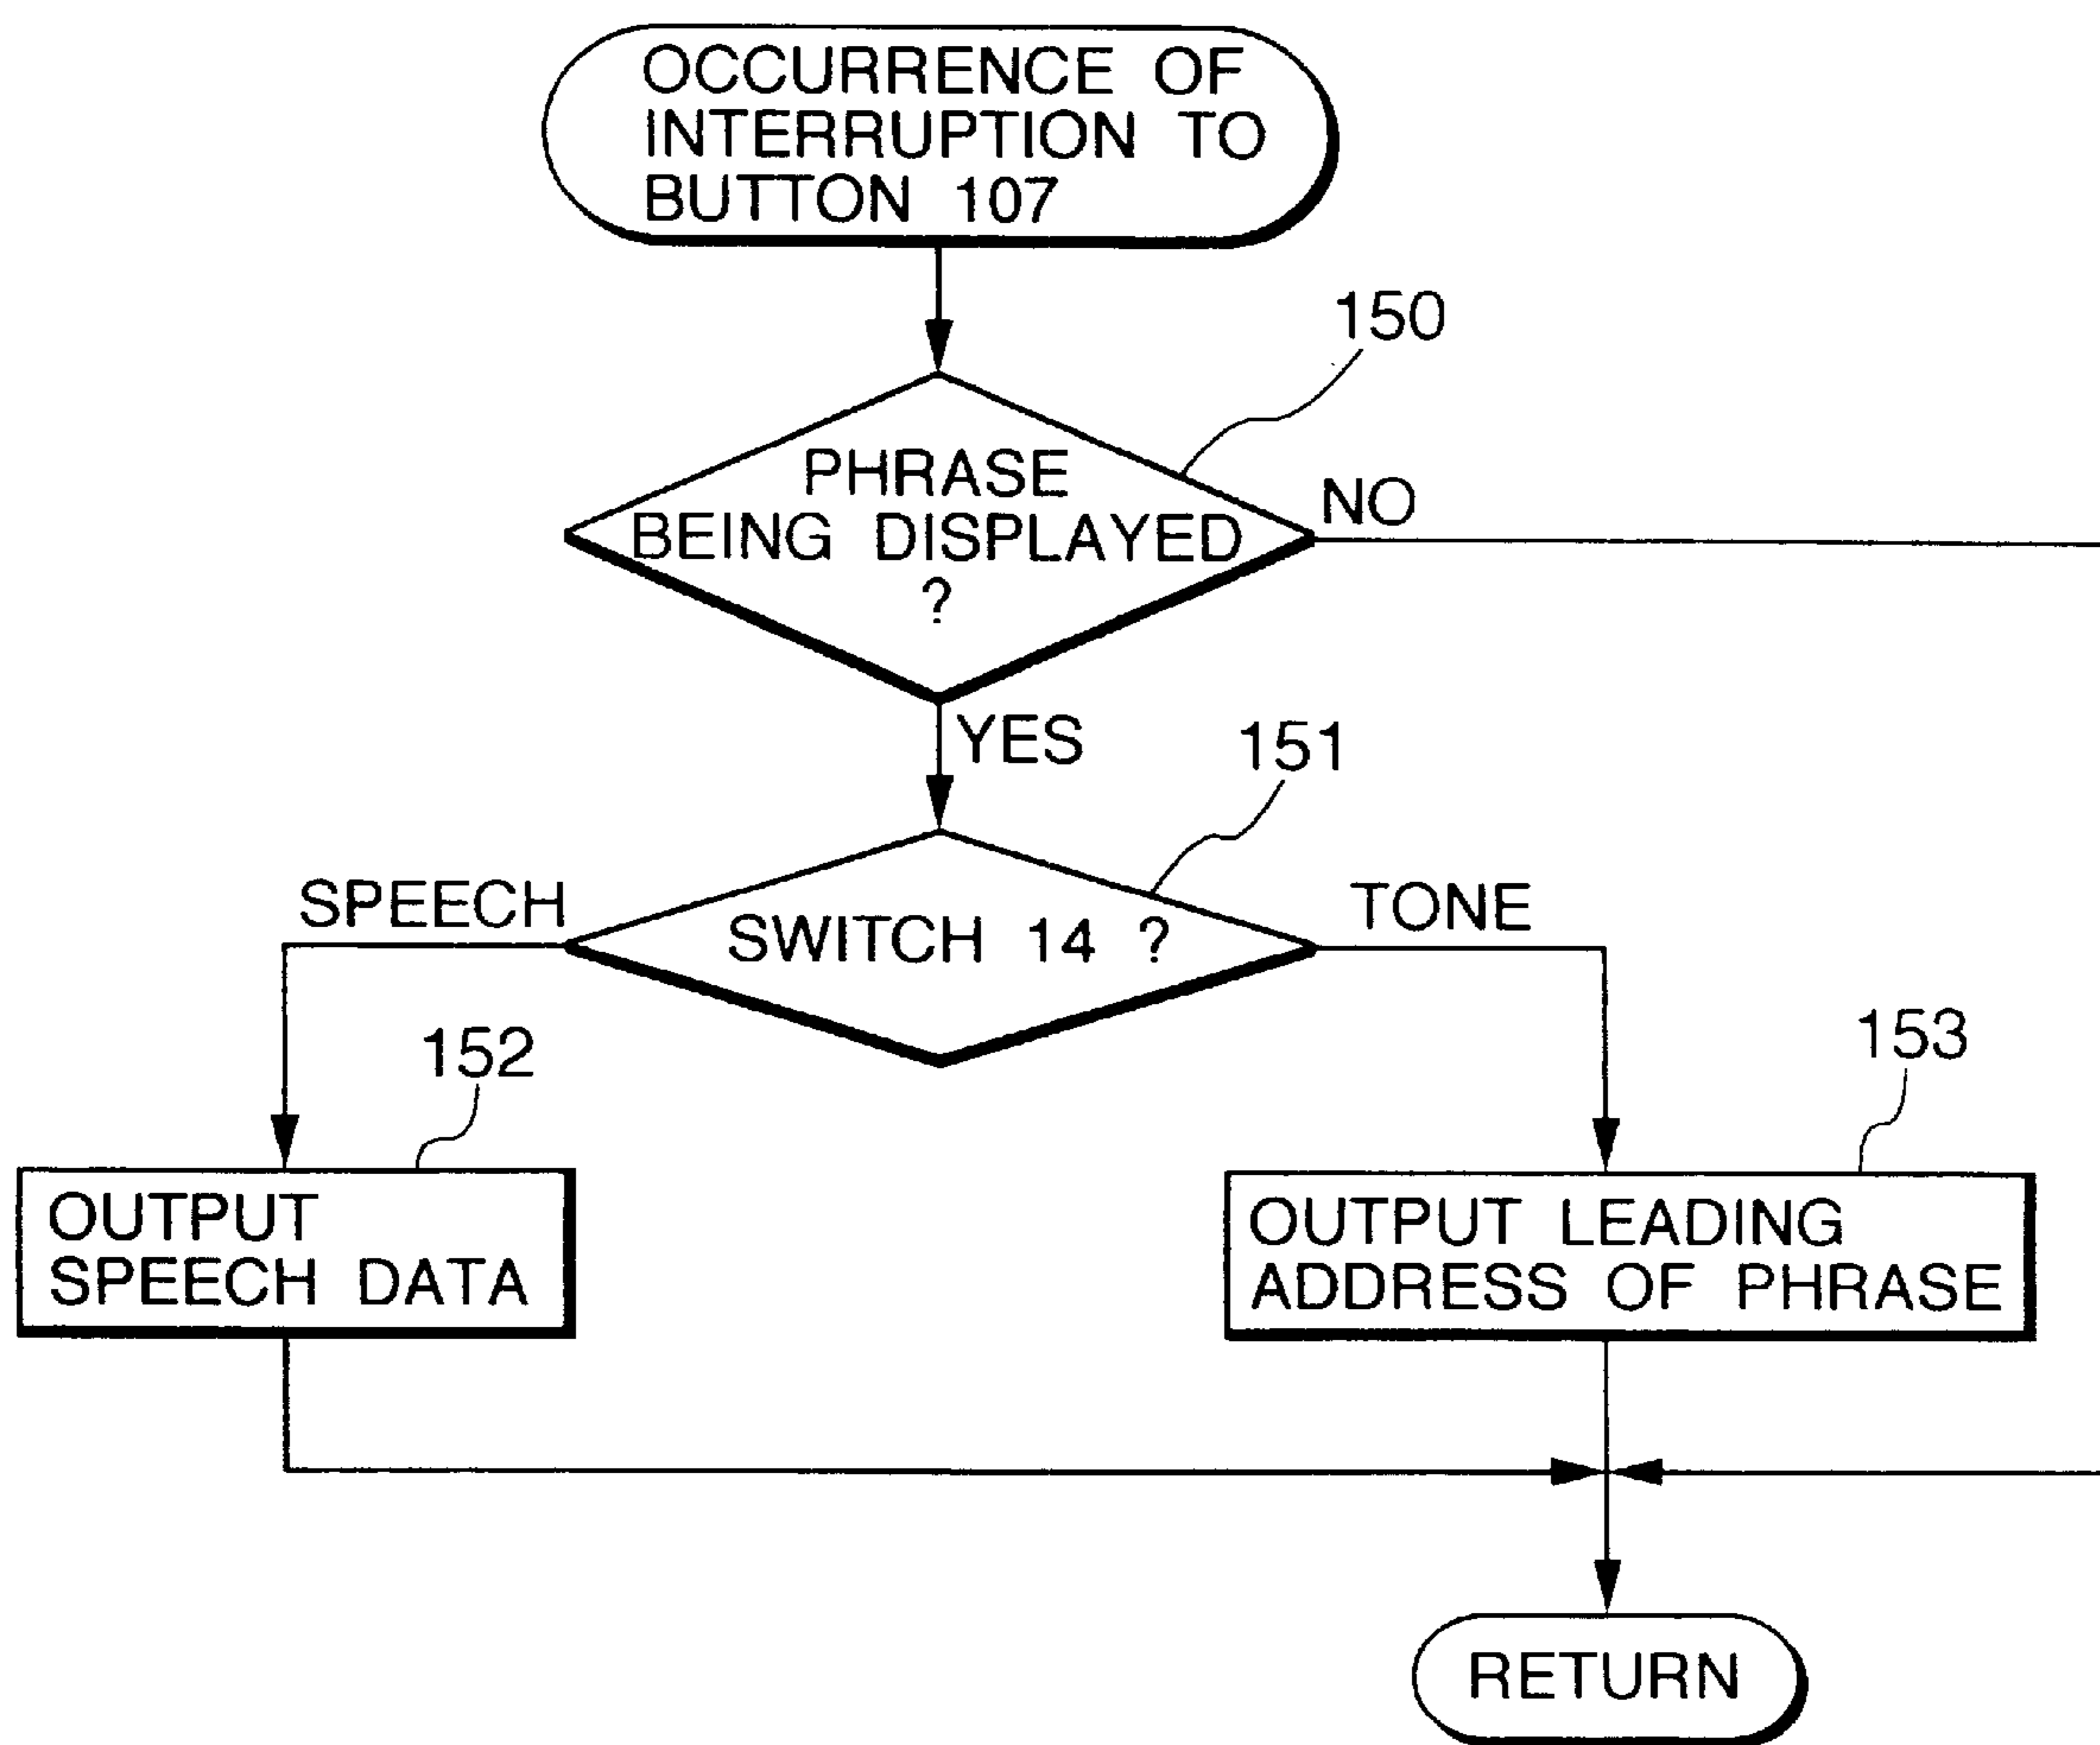 OCCURRENCE OF
INTERRUPTION TO
BUTTON 107
150
PHRASE
BEING DISPLAYED
?
NO
YES
151
SPEECH
SWITCH 14 ?
TONE
152
153
OUTPUT
SPEECH DATA
OUTPUT LEADING
ADDRESS OF PHRASE
RETURN